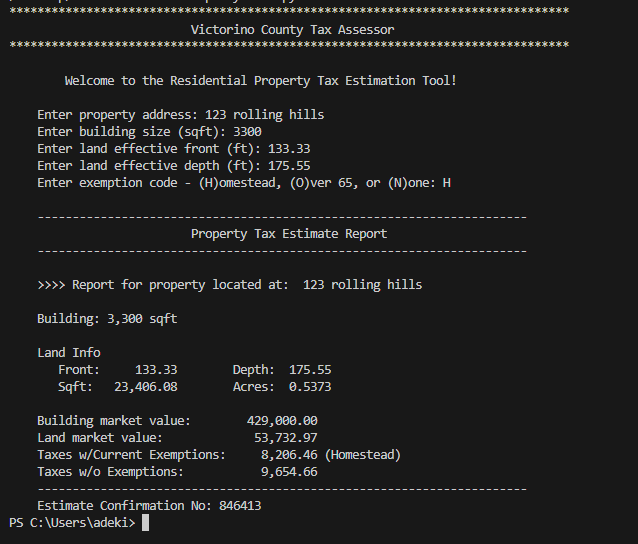 ********************************************************************************
Victorino County Tax Assessor
********************************************************************************
Welcome to the Residential Property Tax Estimation Tool!
Enter property address: 123 rolling hills
Enter building size (sqft): 3300
Enter land effective front (ft): 133.33
Enter land effective depth (ft): 175.55
Enter exemption code - (H)omestead, (O)ver 65, or (N)one: H
----------------------------------------------------------------------
Property Tax Estimate Report
----------------------------------------------------------------------
>>>> Report for property located at:  123 rolling hills
Building: 3,300 sqft
Land Info
Front:     133.33        Depth:  175.55
Sqft:  23,406.08        Acres:  0.5373
Building market value:        429,000.00
Land market value:             53,732.97
Taxes w/Current Exemptions:     8,206.46 (Homestead)
Taxes w/o Exemptions:           9,654.66
----------------------------------------------------------------------
Estimate Confirmation No: 846413
PS C:\Users\adeki>